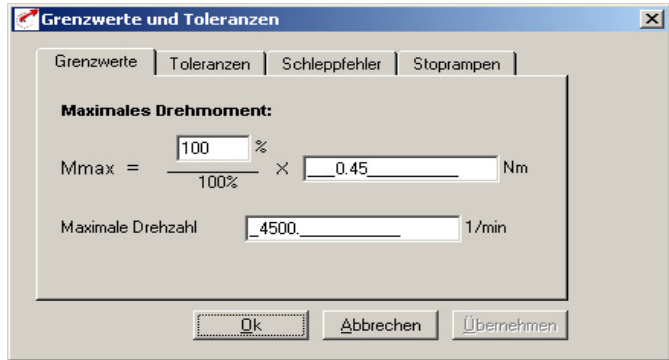 Grenzwerte und Toleranzen
Grenzwerte Toleranzen Schleppfehler Stoprampen
Maximales Drehmoment:
100 %
Mmax = × ___0.45__________ Nm
100%
Maximale Drehzahl _4500.___________ 1/min
Ok Abbrechen Übernehmen